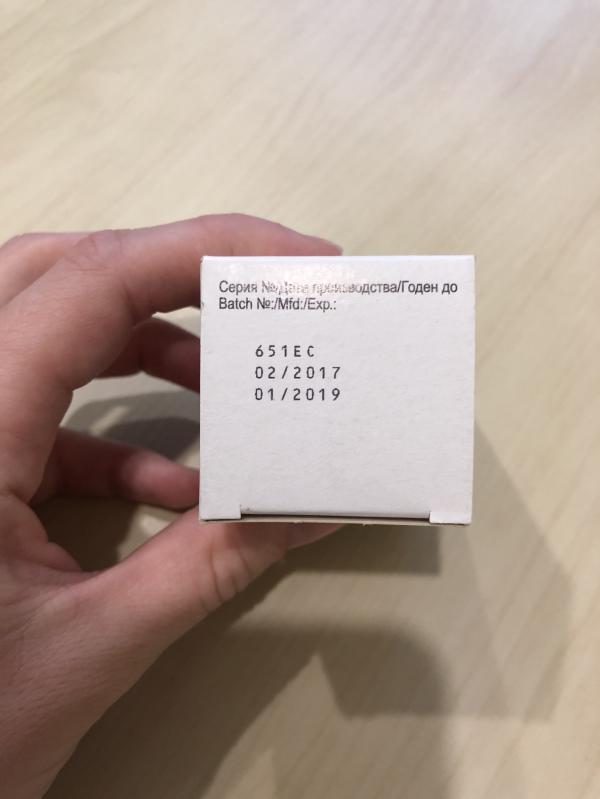 Серия №/Дата производства/Годен до
Batch №:/Mfd:/Exp.:
651EC
02/2017
01/2019